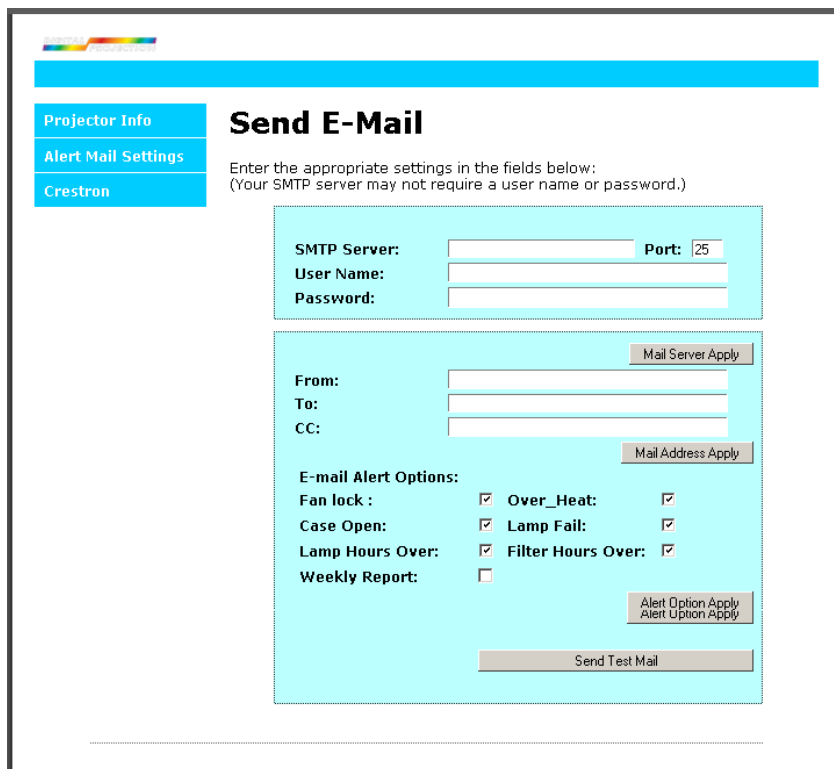 DIGITAL
PROJECTION
Projector Info
Alert Mail Settings
Crestron
Send E-Mail
Enter the appropriate settings in the fields below:
(Your SMTP server may not require a user name or password.)
SMTP Server: Port: 25
User Name:
Password:
Mail Server Apply
From:
To:
CC:
Mail Address Apply
E-mail Alert Options:
Fan lock : Over_Heat:
Case Open: Lamp Fail:
Lamp Hours Over: Filter Hours Over:
Weekly Report:
Alert Option Apply
Alert Option Apply
Send Test Mail